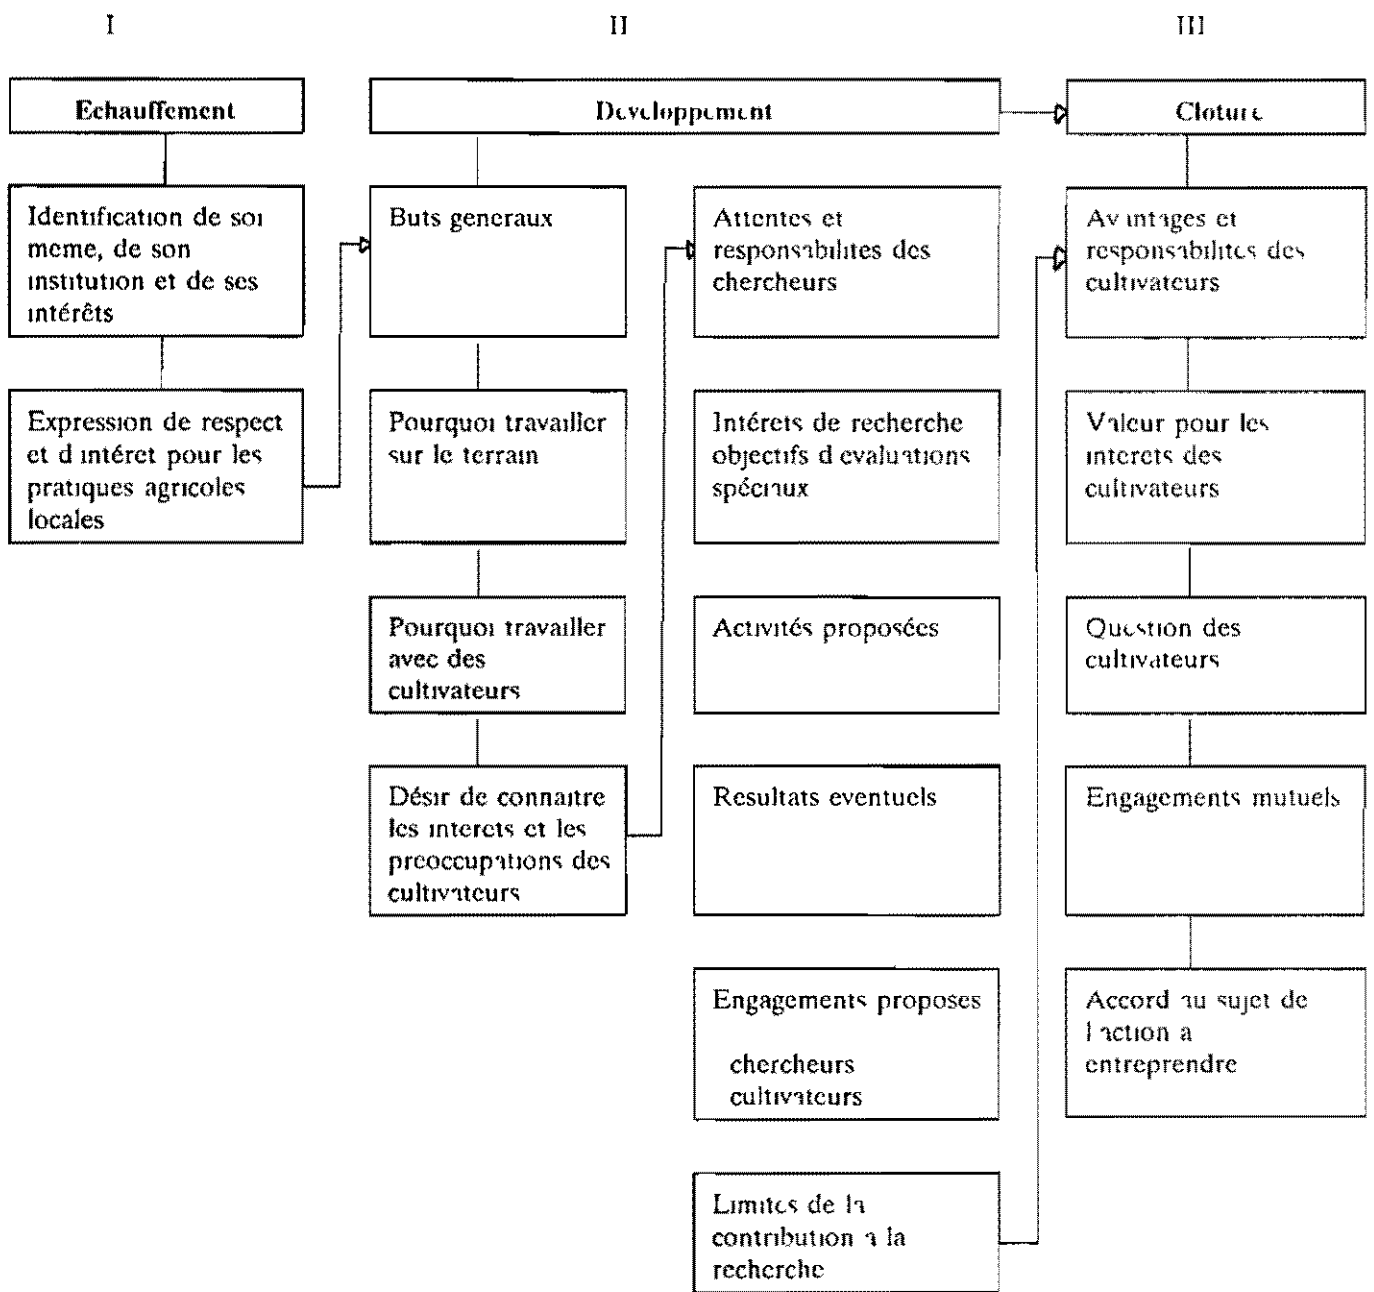 I
II
III
Echauffement
Developpement
Cloture
Identification de soi
meme, de son
institution et de ses
intérêts
Expression de respect
et d intéret pour les
pratiques agricoles
locales
Buts generaux
Pourquoi travailler
sur le terrain
Pourquoi travailler
avec des
cultivateurs
Désir de connaitre
les interets et les
preoccupations des
cultivateurs
Attentes et
responsabilites des
chercheurs
Intérets de recherche
objectifs d evaluations
spéciaux
Activités proposées
Resultats eventuels
Engagements proposes
chercheurs
cultivateurs
Limites de la
contribution a la
recherche
Avantages et
responsabilites des
cultivateurs
Valeur pour les
interets des
cultivateurs
Question des
cultivateurs
Engagements mutuels
Accord au sujet de
l action a
entreprendre